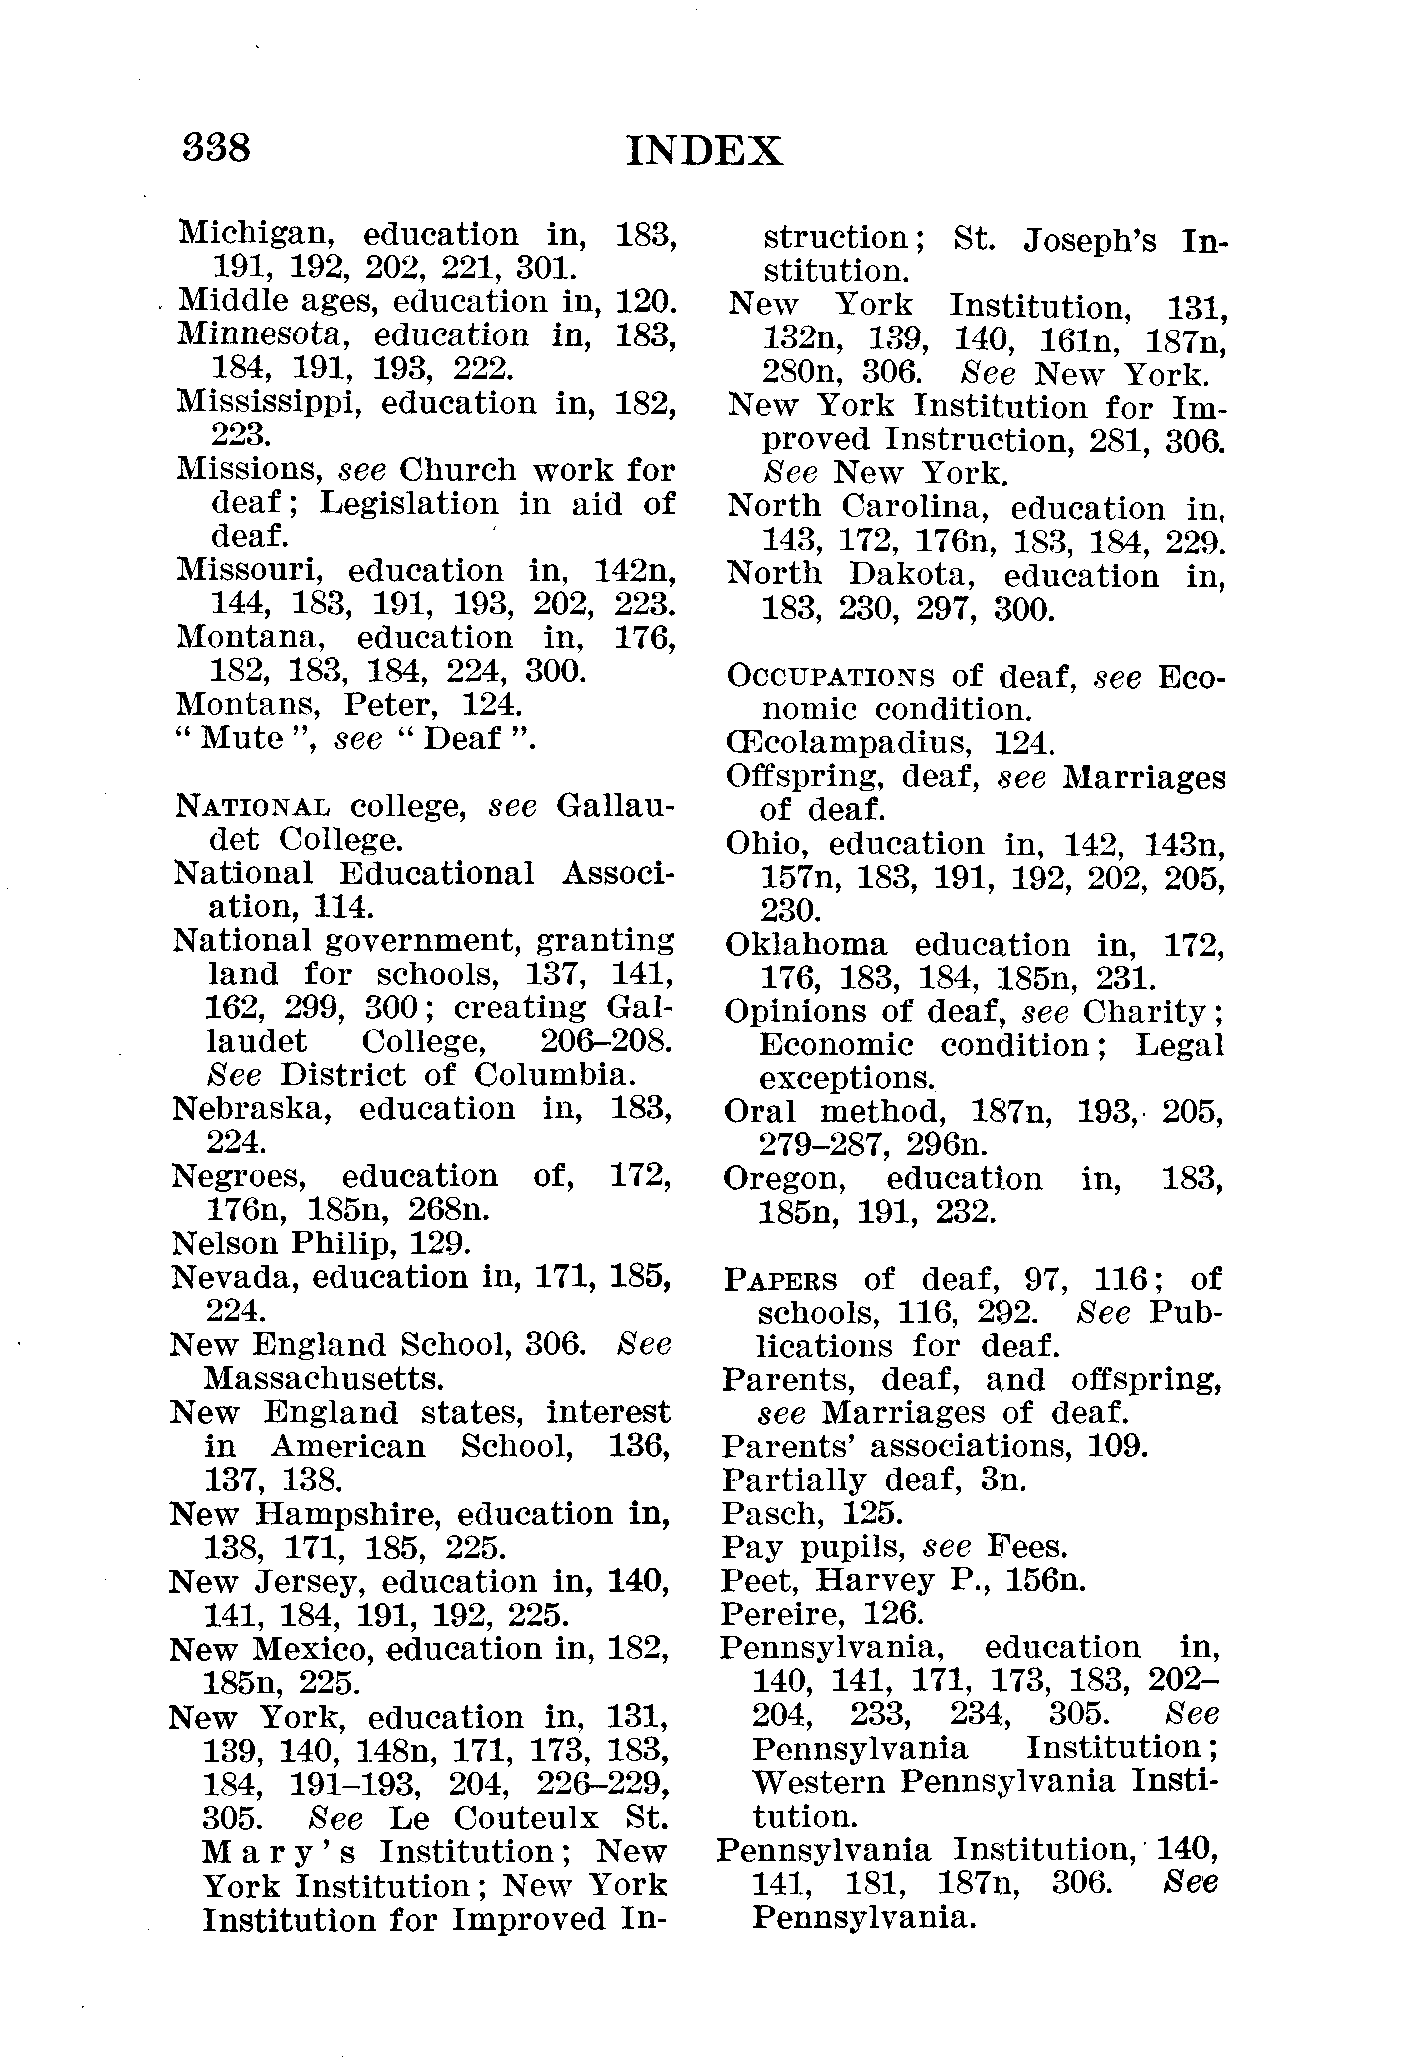 338 INDEX
Michigan, education in, 183,
191, 192, 202, 221, 301.
Middle ages, education in, 120.
Minnesota, education in, 183,
184, 191, 193, 222.
Mississippi, education in, 182,
223.
Missions, see Church work for
deaf; Legislation in aid of
deaf.
Missouri, education in, 142n,
144, 183, 191, 193, 202, 223.
Montana, education in, 176,
182, 183, 184, 224, 300.
Montans, Peter, 124.
“ Mute ”, see “ Deaf ”.
NATIONAL college, see Gallau-
det College.
National Educational Associ-
ation, 114.
National government, granting
land for schools, 137, 141,
162, 299, 300; creating Gal-
laudet College, 206–208.
See District of Columbia.
Nebraska, education in, 183,
224.
Negroes, education of, 172,
176n, 185n, 268n.
Nelson Philip, 129.
Nevada, education in, 171, 185,
224.
New England School, 306. See
Massachusetts.
New England states, interest
in American School, 136,
137, 138.
New Hampshire, education in,
138, 171, 185, 225.
New Jersey, education in, 140,
141, 184, 191, 192, 225.
New Mexico, education in, 182,
185n, 225.
New York, education in, 131,
139, 140, 148n, 171, 173, 183,
184, 191–193, 204, 226–229,
305. See Le Couteulx St.
Mary's Institution; New
York Institution; New York
Institution for Improved In-
struction; St. Joseph's In-
stitution.
New York Institution, 131,
132n, 139, 140, 161n, 187n,
280n, 306. See New York.
New York Institution for Im-
proved Instruction, 281, 306.
See New York.
North Carolina, education in,
143, 172, 176n, 183, 184, 229.
North Dakota, education in,
183, 230, 297, 300.
OCCUPATIONS of deaf, see Eco-
nomic condition.
Œcolampadius, 124.
Offspring, deaf, see Marriages
of deaf.
Ohio, education in, 142, 143n,
157n, 183, 191, 192, 202, 205,
230.
Oklahoma education in, 172,
176, 183, 184, 185n, 231.
Opinions of deaf, see Charity;
Economic condition; Legal
exceptions.
Oral method, 187n, 193, 205,
279–287, 296n.
Oregon, education in, 183,
185n, 191, 232.
PAPERS of deaf, 97, 116; of
schools, 116, 292. See Pub-
lications for deaf.
Parents, deaf, and offspring,
see Marriages of deaf.
Parents' associations, 109.
Partially deaf, 3n.
Pasch, 125.
Pay pupils, see Fees.
Peet, Harvey P., 156n.
Pereire, 126.
Pennsylvania, education in,
140, 141, 171, 173, 183, 202–
204, 233, 234, 305. See
Pennsylvania Institution;
Western Pennsylvania Insti-
tution.
Pennsylvania Institution, 140,
141, 181, 187n, 306. See
Pennsylvania.